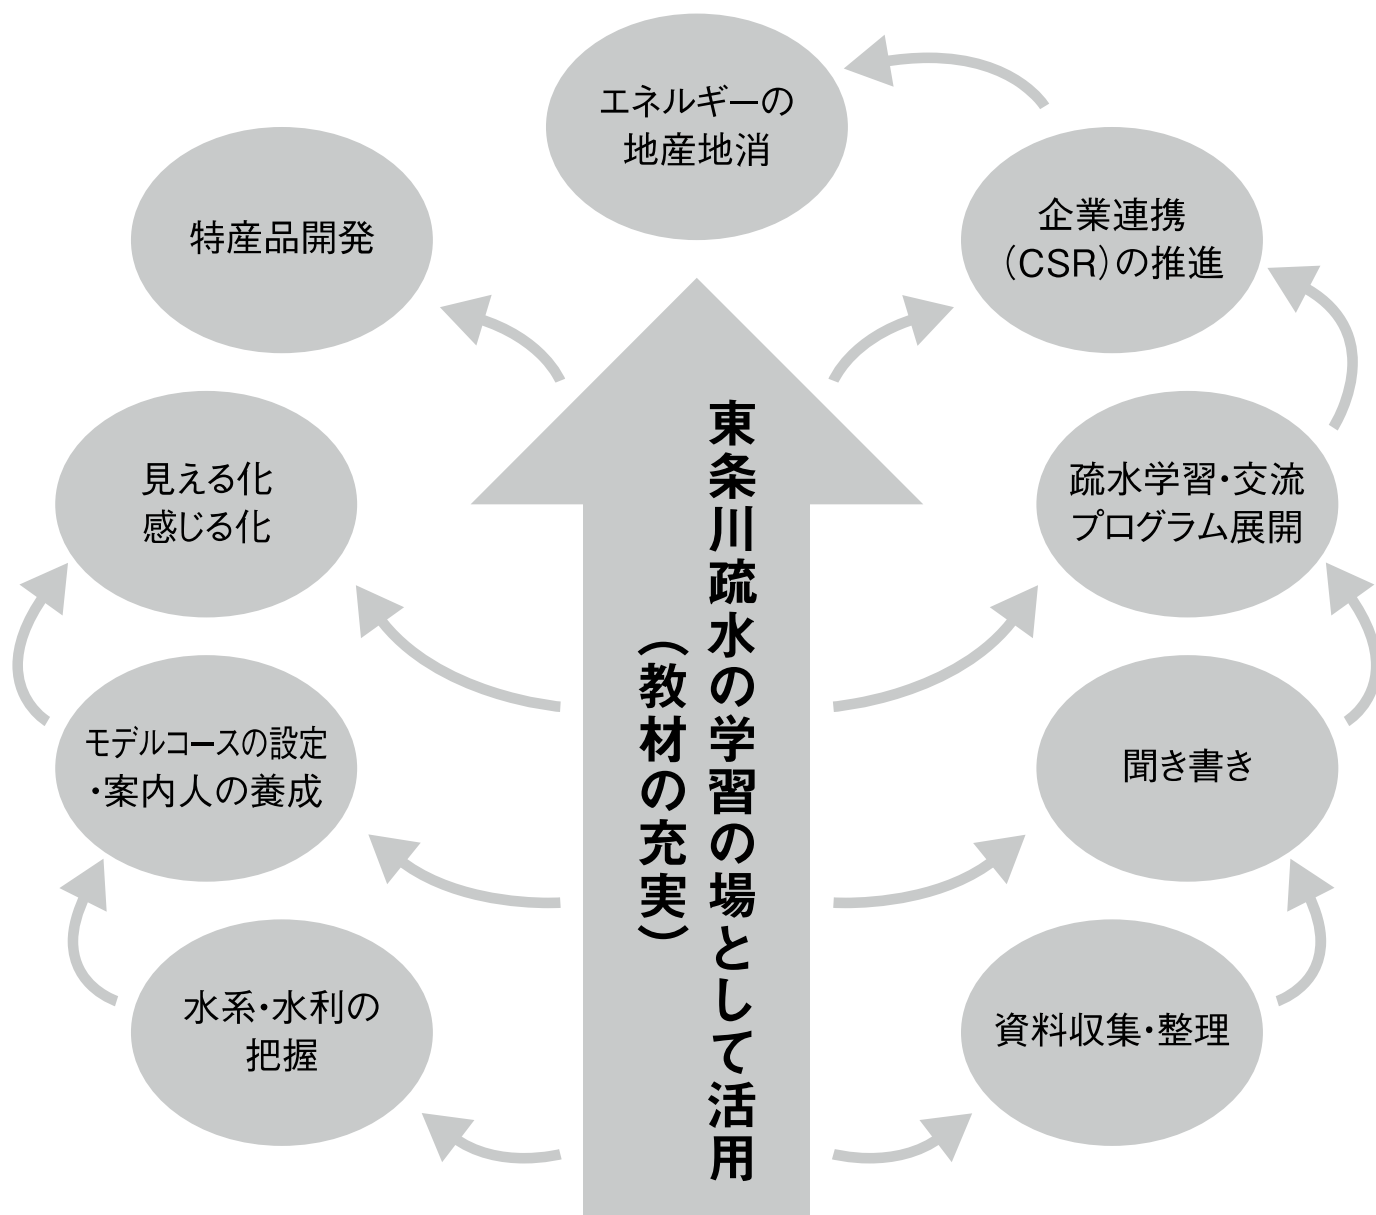 エネルギーの
地産地消
特産品開発
企業連携
（CSR）の推進
見える化
感じる化
疏水学習・交流
プログラム展開
東条川疏水の学習の場として活用
（教材の充実）
モデルコースの設定
・案内人の養成
聞き書き
水系・水利の
把握
資料収集・整理